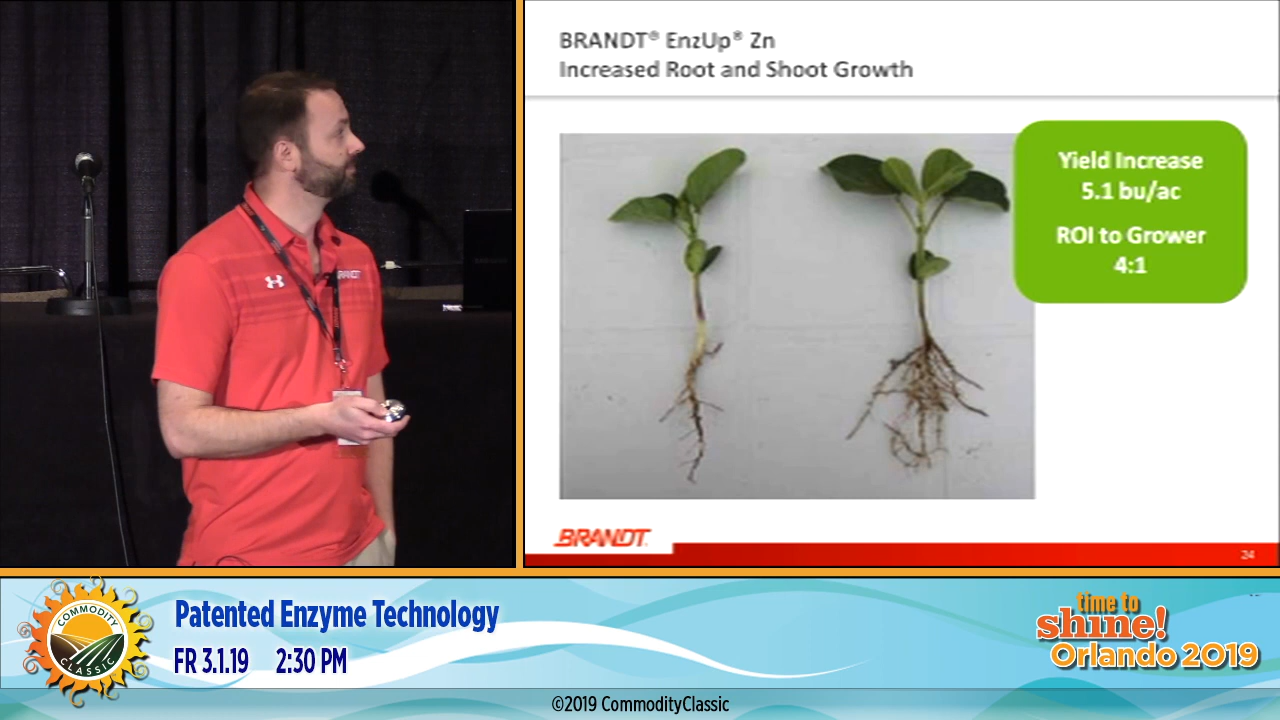 BRANDT® EnzUp® Zn
Increased Root and Shoot Growth
Yield Increase
5.1 bu/ac
ROI to Grower
4:1
BRANDT
BRANDT
24
COMMODITY
CLASSIC
Patented Enzyme Technology
FR 3.1.19 2:30 PM
time to
shine!
Orlando 2019
©2019 CommodityClassic